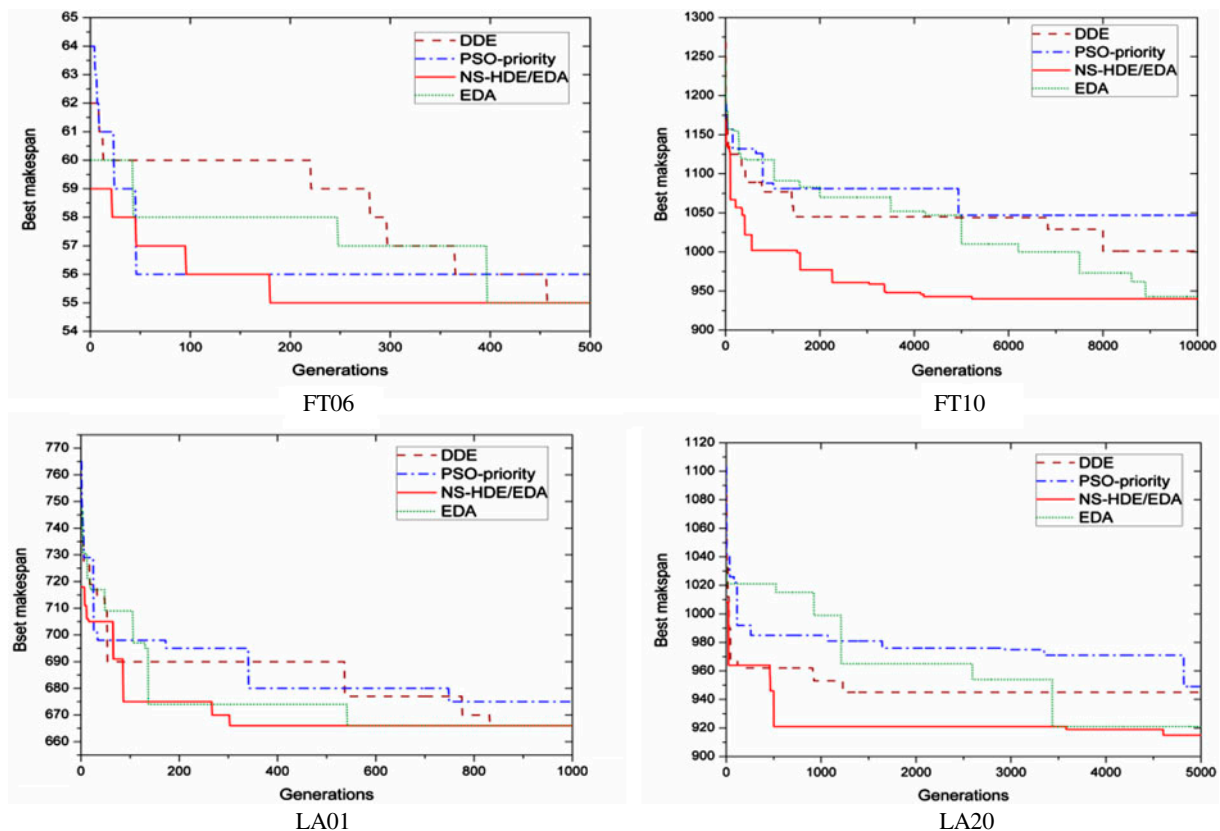 65
64
63
62
61
60
59
58
57
56
55
54
Best makespan
DDE
PSO-priority
NS-HDE/EDA
EDA
0 100 200 300 400 500
Generations
FT06
1300
1250
1200
1150
1100
1050
1000
950
900
Best makspan
DDE
PSO-priority
NS-HDE/EDA
EDA
0 2000 4000 6000 8000 10000
Generations
FT10
770
760
750
740
730
720
710
700
690
680
670
660
Bset makespan
DDE
PSO-priority
NS-HDE/EDA
EDA
0 200 400 600 800 1000
Generations
LA01
1120
1100
1080
1060
1040
1020
1000
980
960
940
920
900
Best makspan
DDE
PSO-priority
NS-HDE/EDA
EDA
0 1000 2000 3000 4000 5000
Generations
LA20